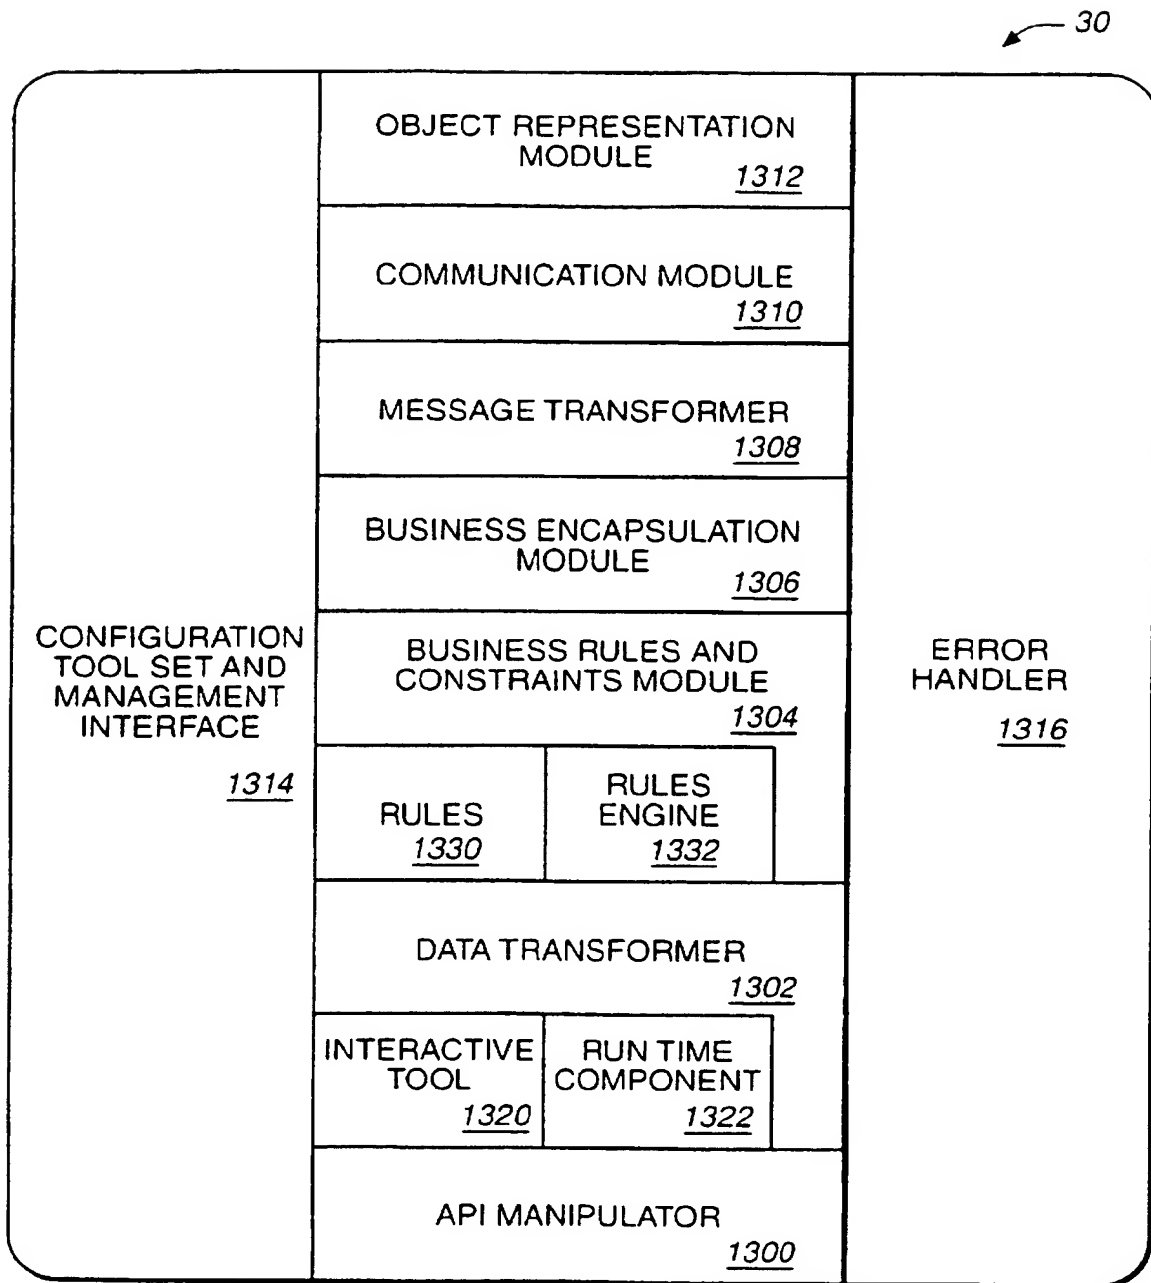 30
OBJECT REPRESENTATION
MODULE
1312
COMMUNICATION MODULE
1310
MESSAGE TRANSFORMER
1308
BUSINESS ENCAPSULATION
MODULE
1306
CONFIGURATION
TOOL SET AND
MANAGEMENT
INTERFACE
1314
BUSINESS RULES AND
CONSTRAINTS MODULE
1304
RULES
1330
RULES
ENGINE
1332
ERROR
HANDLER
1316
DATA TRANSFORMER
1302
INTERACTIVE
TOOL
1320
RUN TIME
COMPONENT
1322
API MANIPULATOR
1300